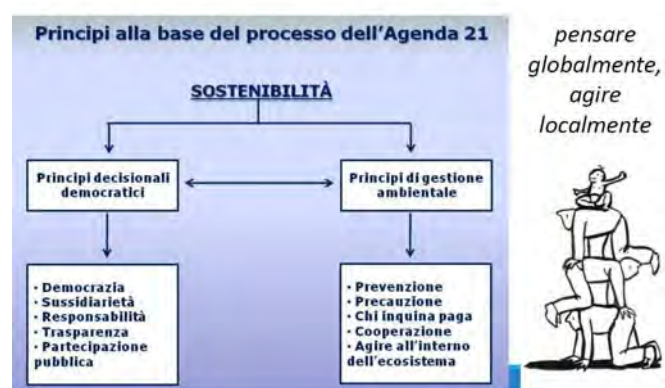 Principi alla base del processo dell'Agenda 21
SOSTENIBILITÀ
Principi decisionali
democratici
Principi di gestione
ambientale
· Democrazia
· Sussidiarietà
· Responsabilità
· Trasparenza
· Partecipazione
pubblica
· Prevenzione
· Precauzione
· Chi inquina paga
· Cooperazione
· Agire all'interno
dell'ecosistema
pensare
globalmente,
agire
localmente